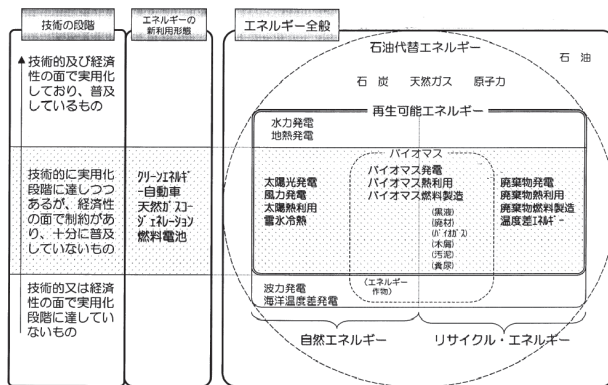 技術の段階
エネルギーの
新利用形態
エネルギー全般
技術的及び経済
性の面で実用化
しており、普及
しているもの
技術的に実用化
段階に達しつつ
あるが、経済性
の面で制約があ
り、十分に普及
していないもの
技術的又は経済
性の面で実用化
段階に達してい
ないもの
クリーンエネルギ
-自動車
天然ガスコー
ジェネレーション
燃料電池
石油代替エネルギー
石 油
石 炭 天然ガス 原子力
再生可能エネルギー
水力発電
地熱発電
バイオマス
太陽光発電
風力発電
太陽熱利用
雪氷冷熱
バイオマス発電
バイオマス熱利用
バイオマス燃料製造
(黒液)
(廃材)
(バイオガス)
(木屑)
(汚泥)
(糞尿)
廃棄物発電
廃棄物熱利用
廃棄物燃料製造
温度差エネルギー
波力発電
海洋温度差発電
(エネルギー
作物)
自然エネルギー
リサイクル・エネルギー